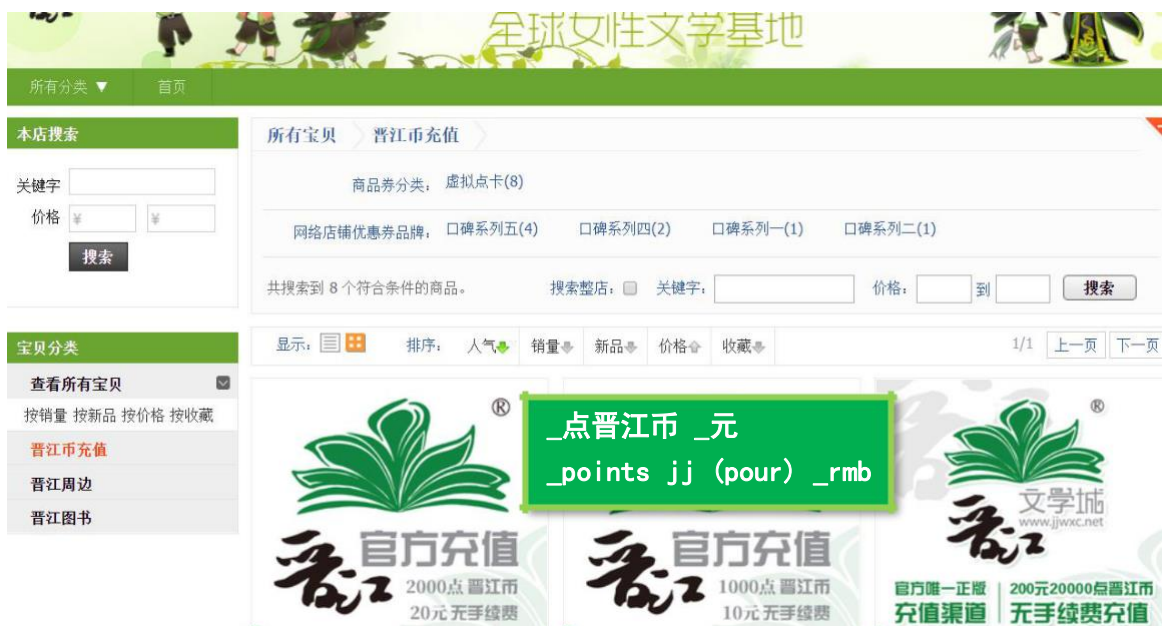 全球女性文学基地
所有分类 ▼ 首页
本店搜索
关键字
价格 ¥ ¥
搜索
所有宝贝 晋江币充值
商品券分类: 虚拟点卡(8)
网络店铺优惠券品牌: 口碑系列五(4) 口碑系列四(2) 口碑系列一(1) 口碑系列二(1)
共搜索到 8 个符合条件的商品。 搜索整店: 关键字: 价格: 到 搜索
宝贝分类
查看所有宝贝
按销量 按新品 按价格 按收藏
晋江币充值
晋江周边
晋江图书
显示: 排序: 人气 销量 新品 价格 收藏 1/1 上一页 下一页
®
晋江
官方充值
2000点 晋江币
20元 无手续费
_点晋江币 _元
_points jj (pour) _rmb
晋江
官方充值
1000点 晋江币
10元 无手续费
®
晋江
文学城
www.jjwxc.net
官方唯一正版
充值渠道
200元20000点晋江币
无手续费充值